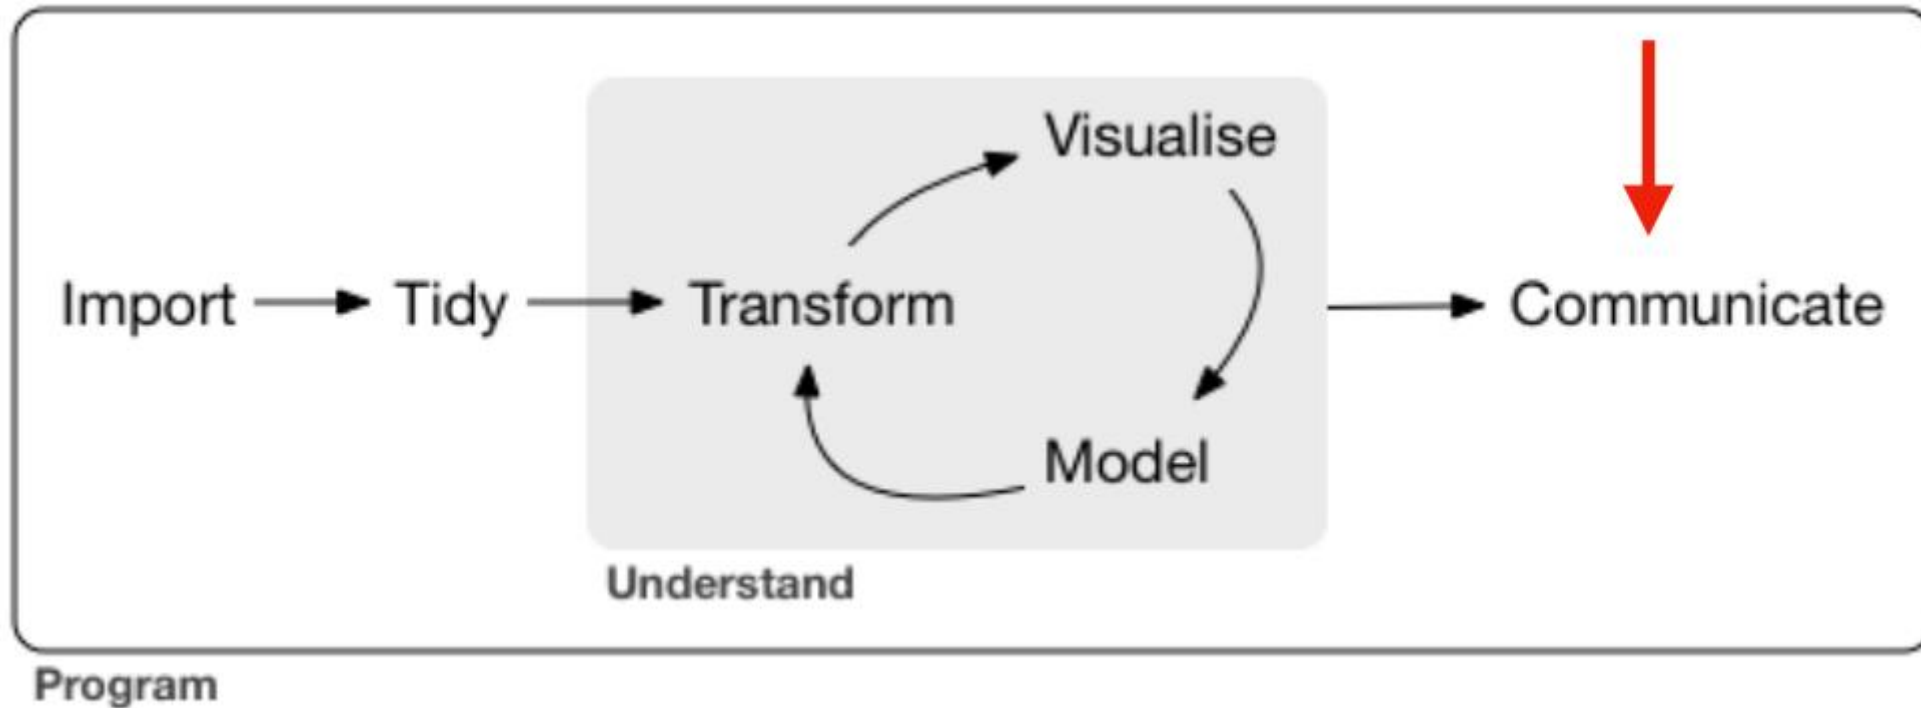 Visualise
Import Tidy Transform Communicate
Model
Understand
Program